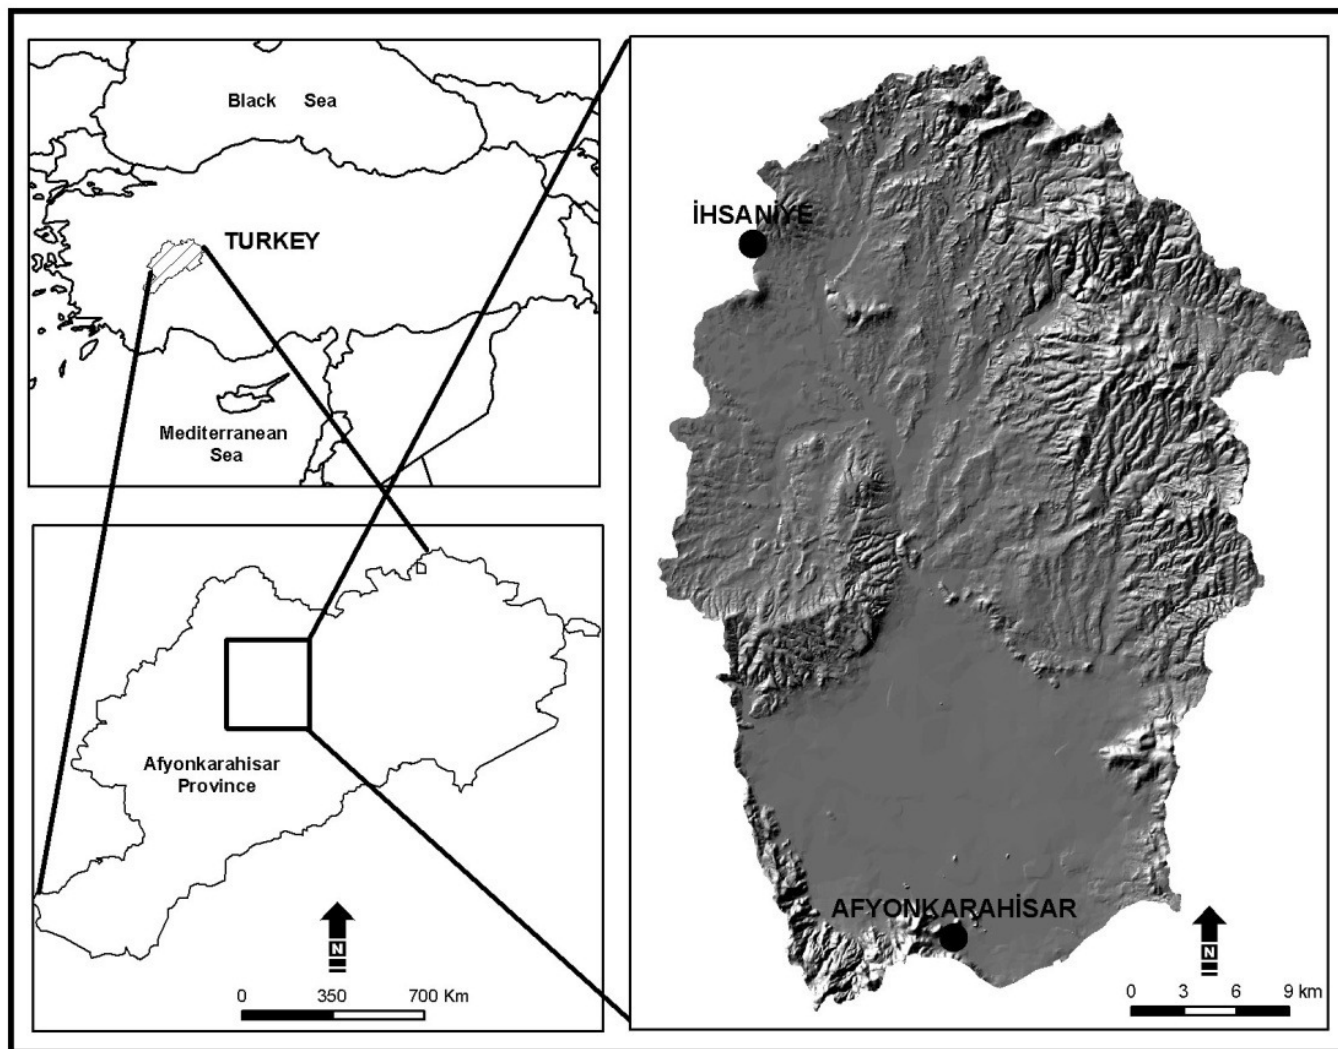 Black Sea
TURKEY
Mediterranean
Sea
Afyonkarahisar
Province
N
0 350 700 Km
İHSANİYE
AFYONKARAHİSAR
N
0 3 6 9 km